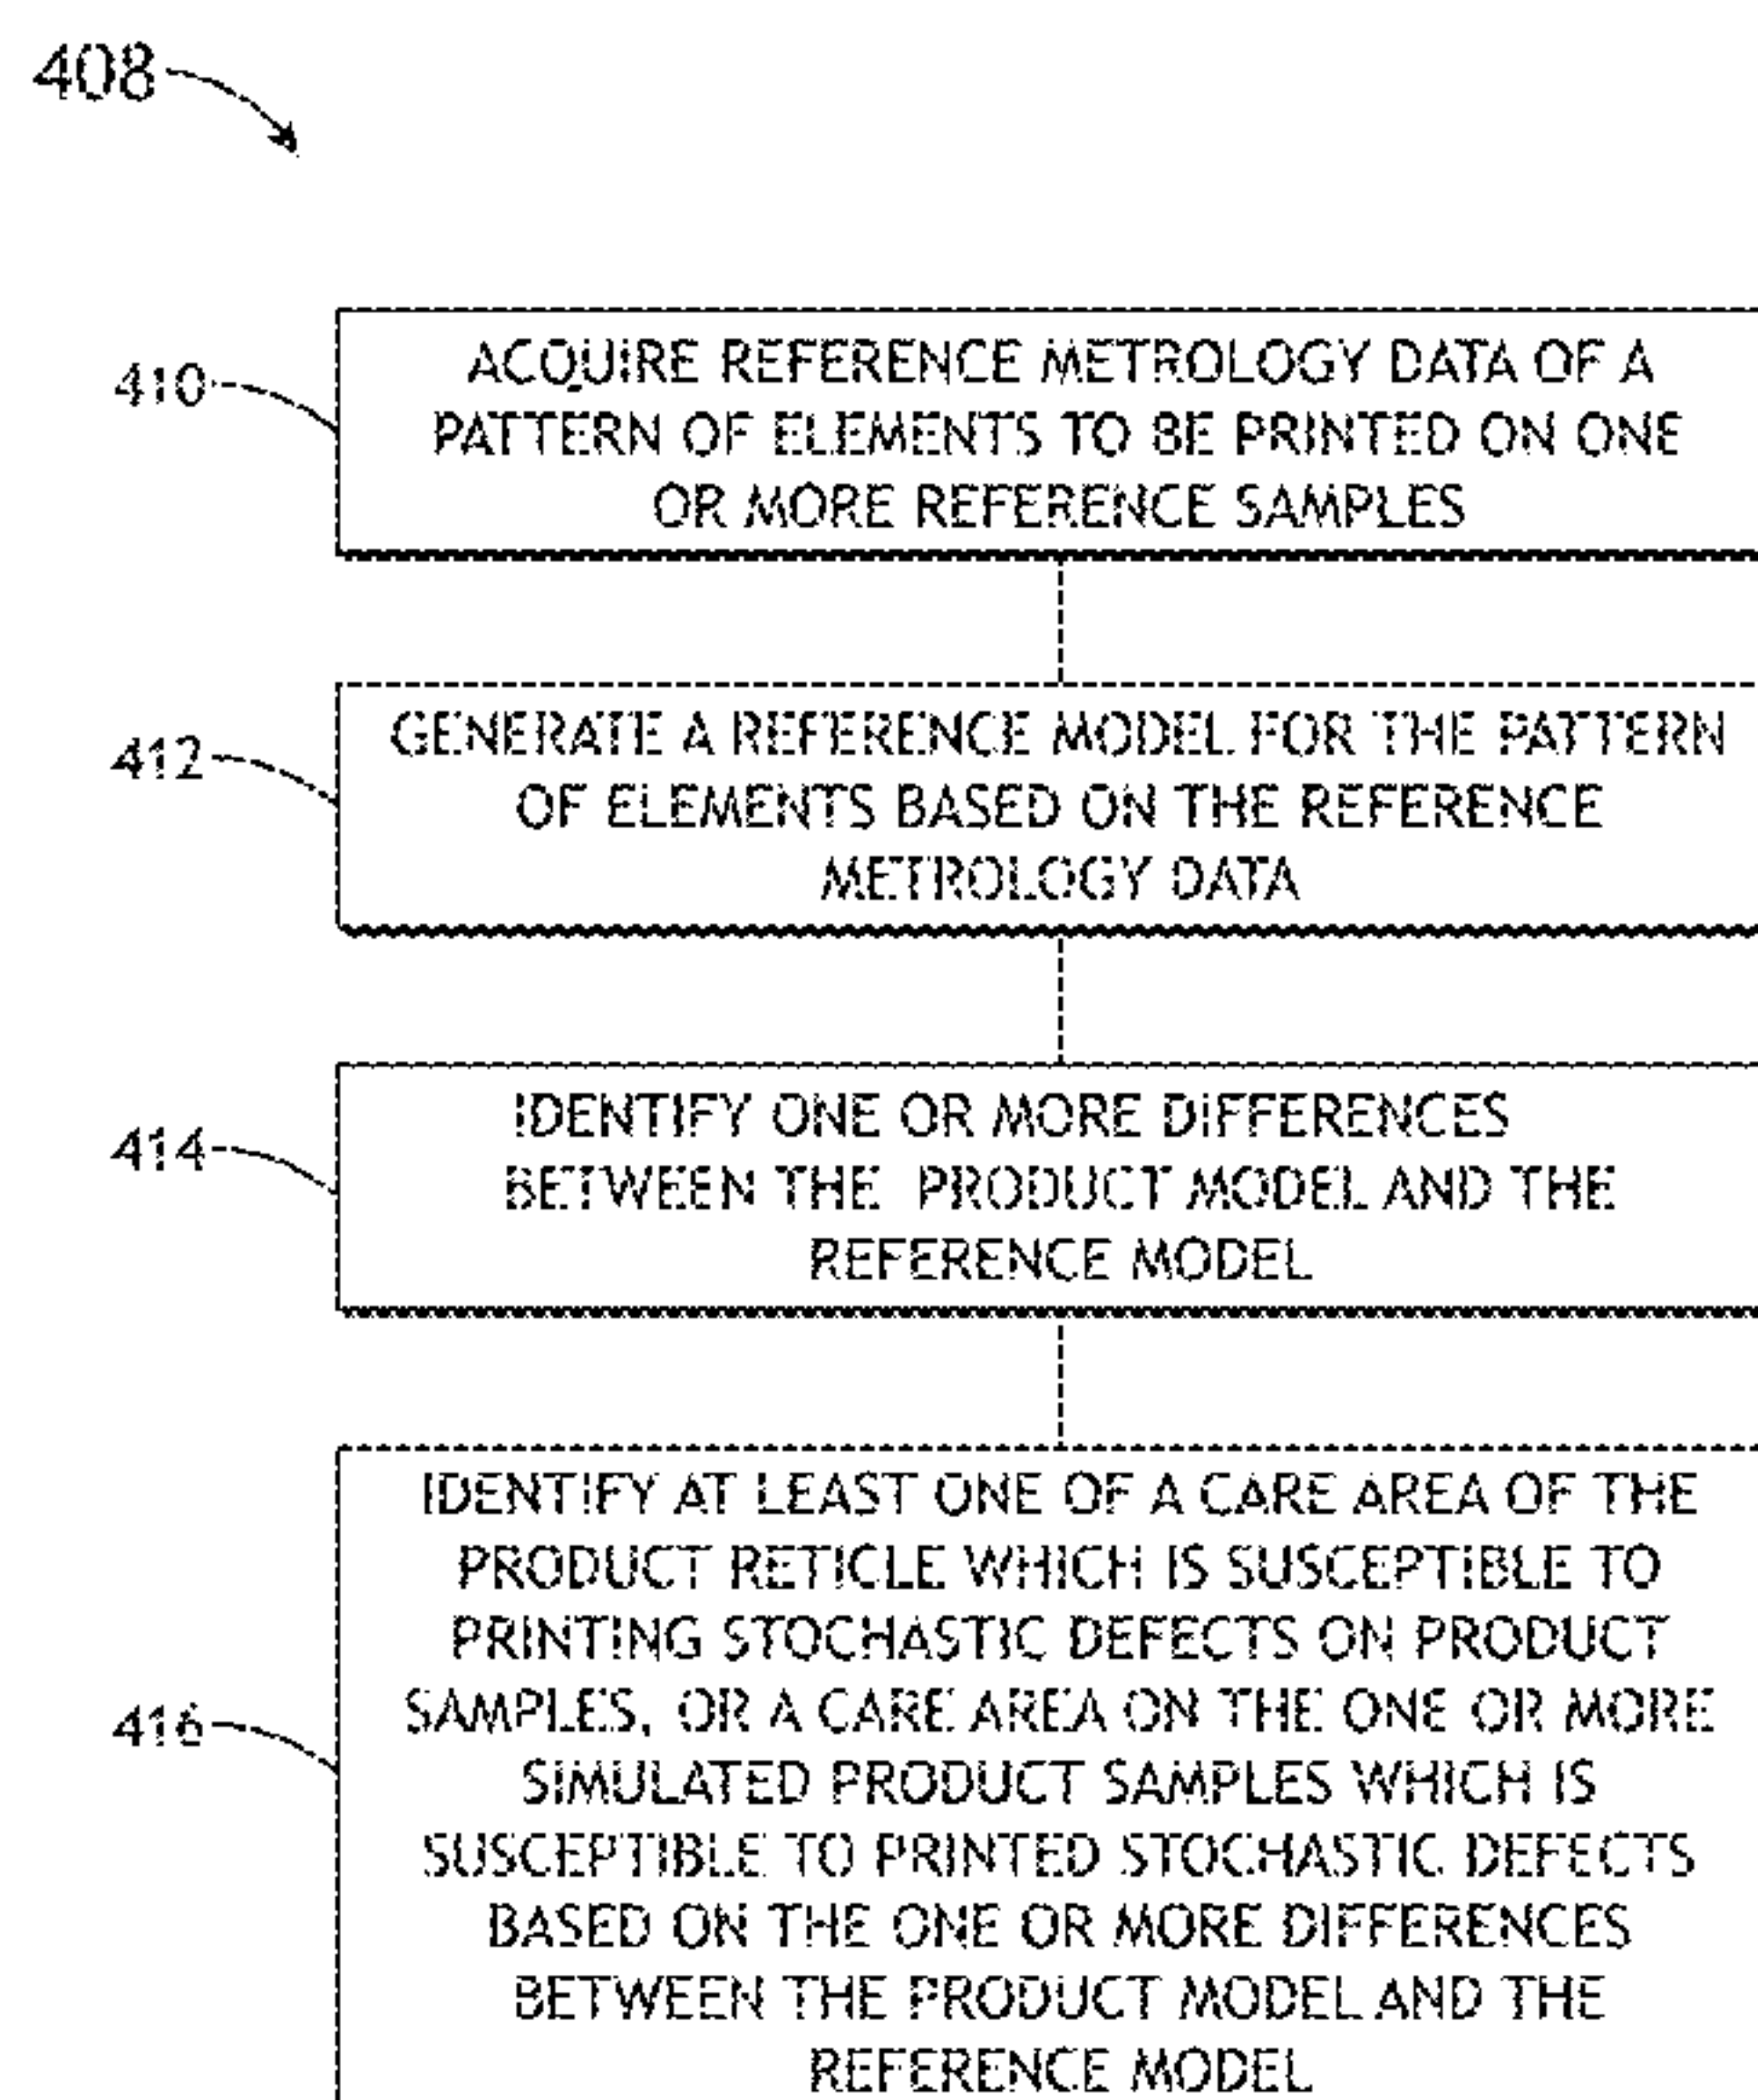 408
410
ACQUIRE REFERENCE METROLOGY DATA OF A
PATTERN OF ELEMENTS TO BE PRINTED ON ONE
OR MORE REFERENCE SAMPLES
412
GENERATE A REFERENCE MODEL FOR THE PATTERN
OF ELEMENTS BASED ON THE REFERENCE
METROLOGY DATA
414
IDENTIFY ONE OR MORE DIFFERENCES
BETWEEN THE PRODUCT MODEL AND THE
REFERENCE MODEL
416
IDENTIFY AT LEAST ONE OF A CARE AREA OF THE
PRODUCT RETICLE WHICH IS SUSCEPTIBLE TO
PRINTING STOCHASTIC DEFECTS ON PRODUCT
SAMPLES, OR A CARE AREA ON THE ONE OR MORE
SIMULATED PRODUCT SAMPLES WHICH IS
SUSCEPTIBLE TO PRINTED STOCHASTIC DEFECTS
BASED ON THE ONE OR MORE DIFFERENCES
BETWEEN THE PRODUCT MODEL AND THE
REFERENCE MODEL